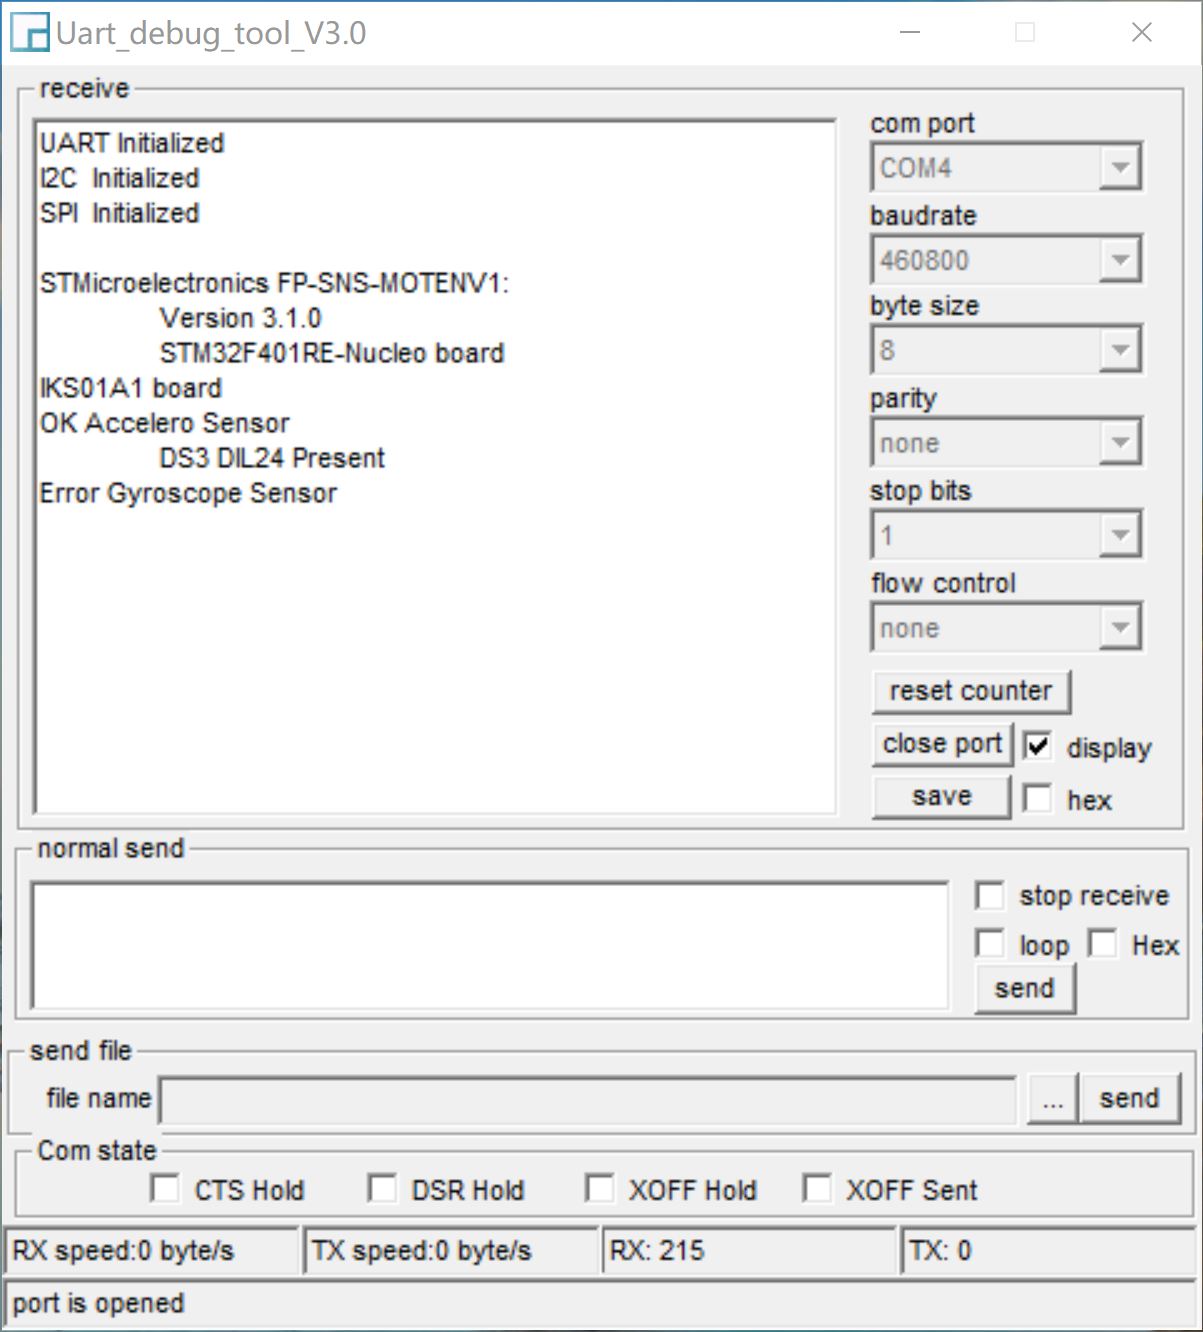 Uart_debug_tool_V3.0
receive
UART Initialized
I2C  Initialized
SPI  Initialized
STMicroelectronics FP-SNS-MOTENV1:
Version 3.1.0
STM32F401RE-Nucleo board
IKS01A1 board
OK Accelero Sensor
DS3 DIL24 Present
Error Gyroscope Sensor
com port
COM4
baudrate
460800
byte size
8
parity
none
stop bits
1
flow control
none
reset counter
close port display
save hex
normal send
stop receive
loop Hex
send
send file
file name ... send
Com state
CTS Hold DSR Hold XOFF Hold XOFF Sent
RX speed:0 byte/s TX speed:0 byte/s RX: 215 TX: 0
port is opened